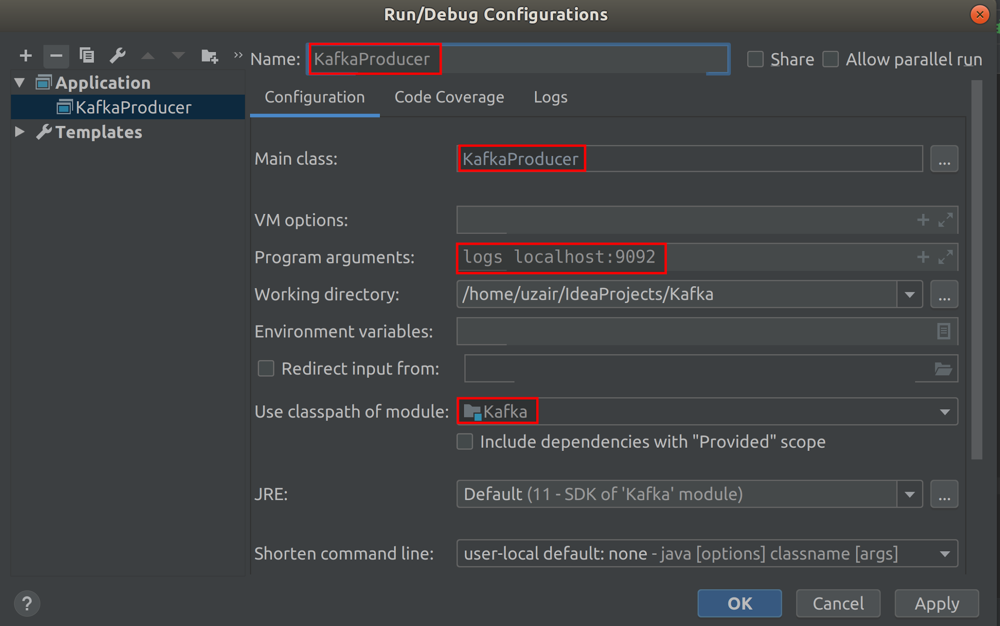 Run/Debug Configurations
Name: KafkaProducer Share Allow parallel run
Application
KafkaProducer
Templates
Configuration Code Coverage Logs
Main class: KafkaProducer ...
VM options:
Program arguments: logs localhost:9092
Working directory: /home/uzair/IdeaProjects/Kafka ...
Environment variables:
Redirect input from:
Use classpath of module: Kafka
Include dependencies with "Provided" scope
JRE: Default (11 - SDK of 'Kafka' module) ...
Shorten command line: user-local default: none - java [options] classname [args]
? OK Cancel Apply